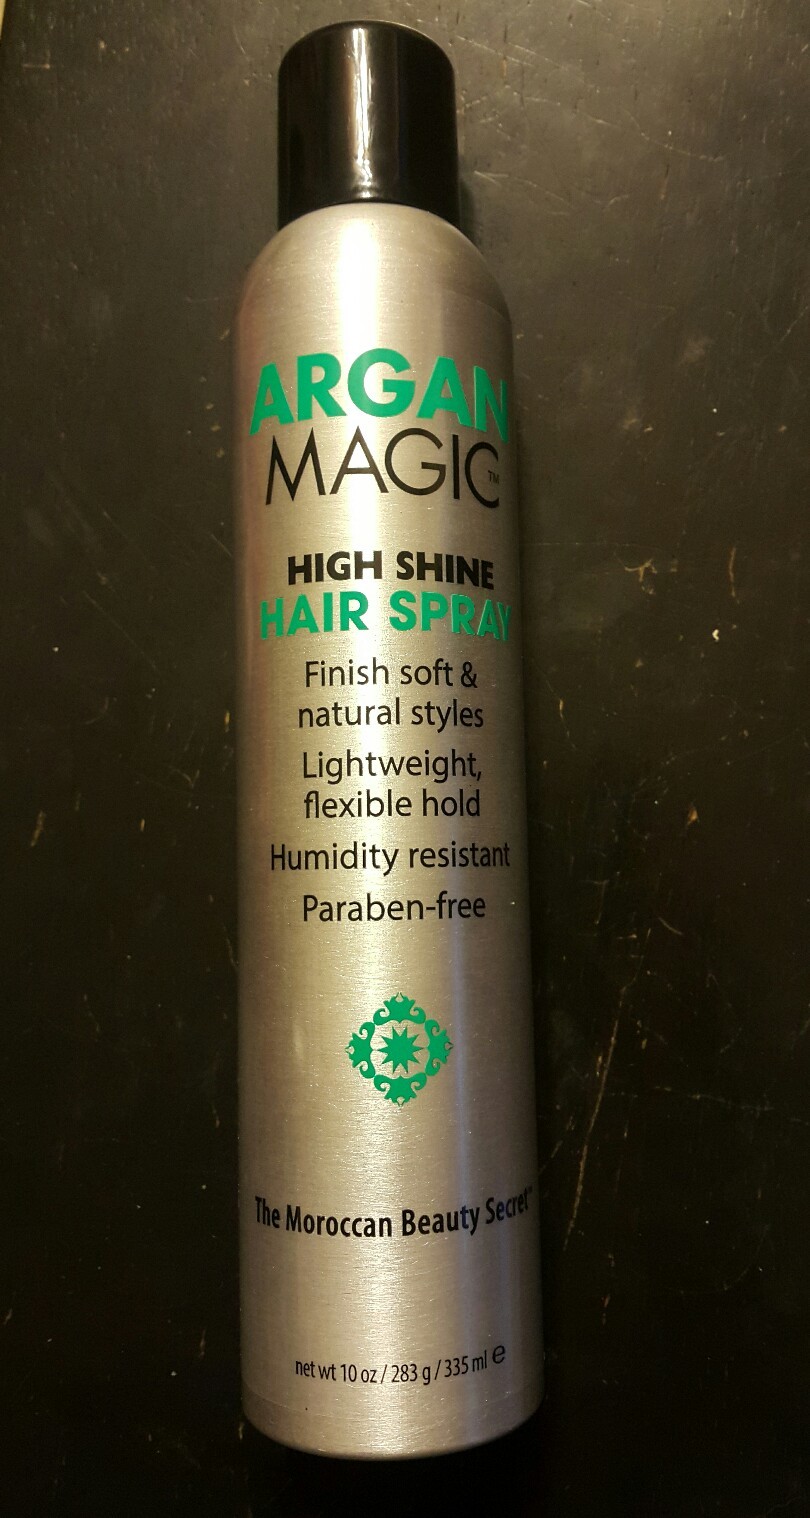 ARGAN
MAGIC™
HIGH SHINE
HAIR SPRAY
Finish soft &
natural styles
Lightweight,
flexible hold
Humidity resistant
Paraben-free
The Moroccan Beauty Secret™
net wt 10 oz / 283 g / 335 ml ℮